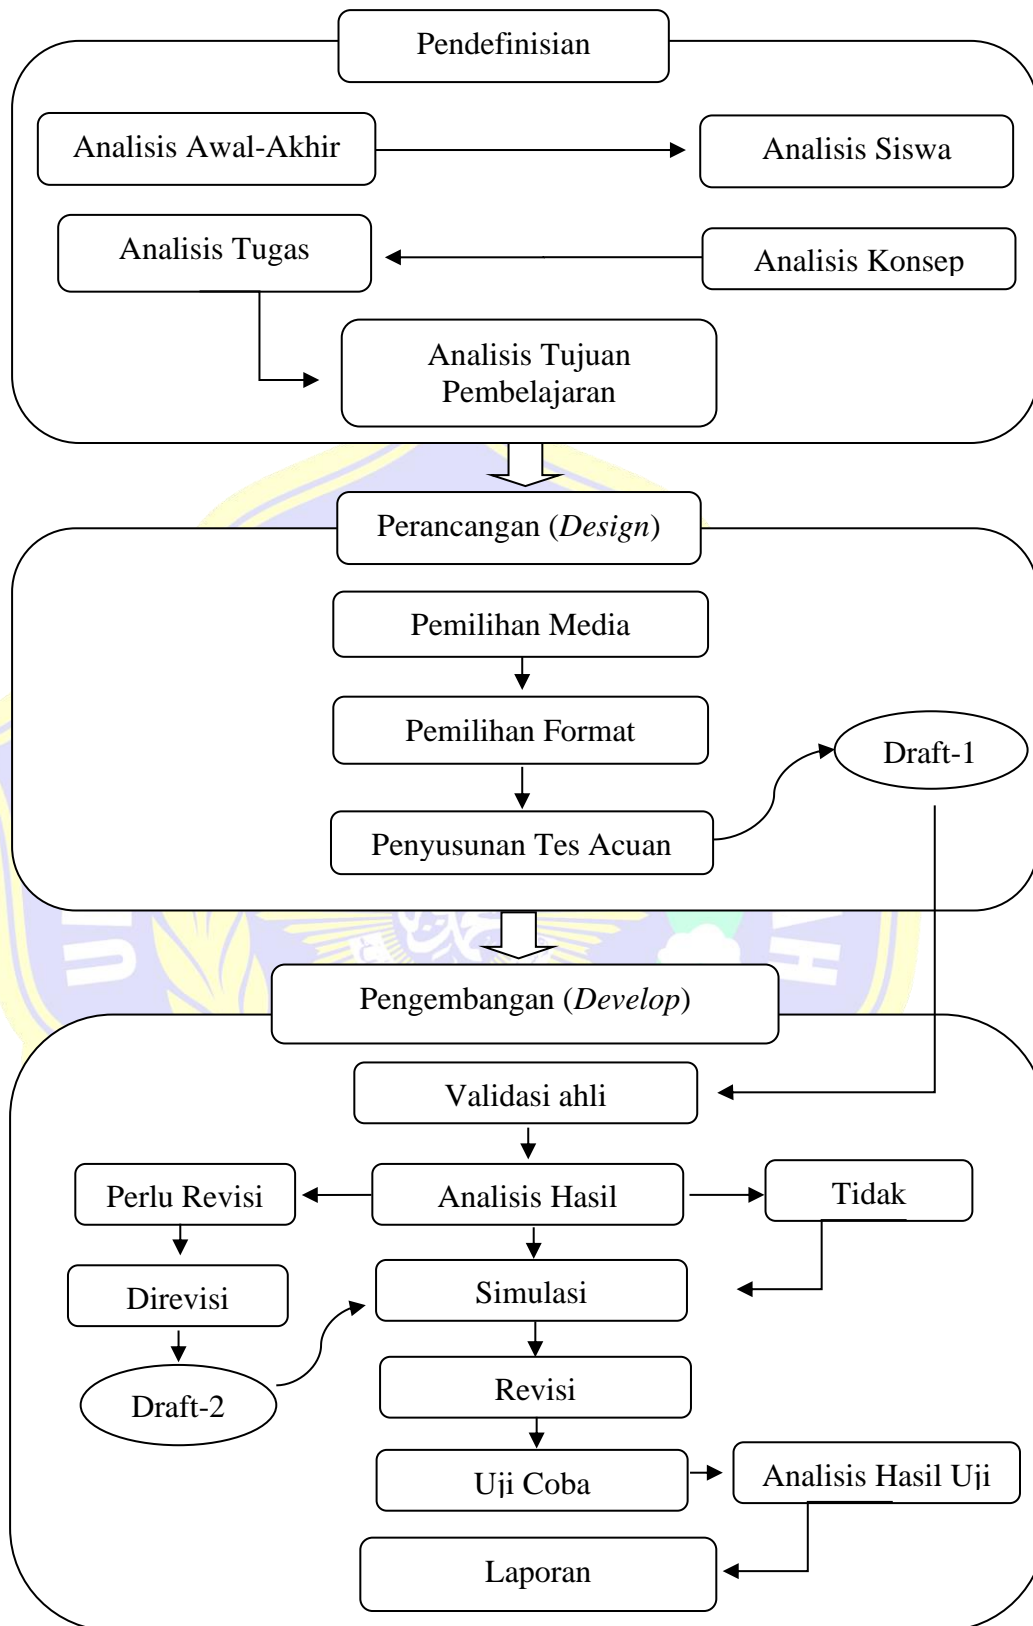 Pendefinisian
Analisis Awal-Akhir
Analisis Siswa
Analisis Tugas
Analisis Konsep
Analisis Tujuan
Pembelajaran
Perancangan (Design)
Pemilihan Media
Pemilihan Format
Draft-1
Penyusunan Tes Acuan
Pengembangan (Develop)
Validasi ahli
Perlu Revisi
Analisis Hasil
Tidak
Direvisi
Simulasi
Draft-2
Revisi
Uji Coba
Analisis Hasil Uji
Laporan